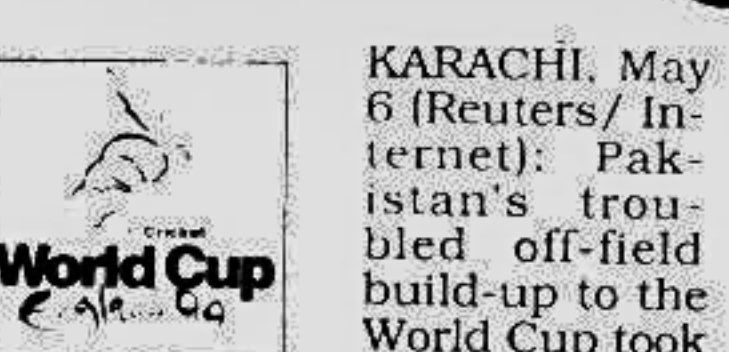 Cricket
World Cup
KARACHI, May
6 (Reuters/ In-
ternet): Pak-
istan's trou-
bled off-field
build-up to the
World Cup took